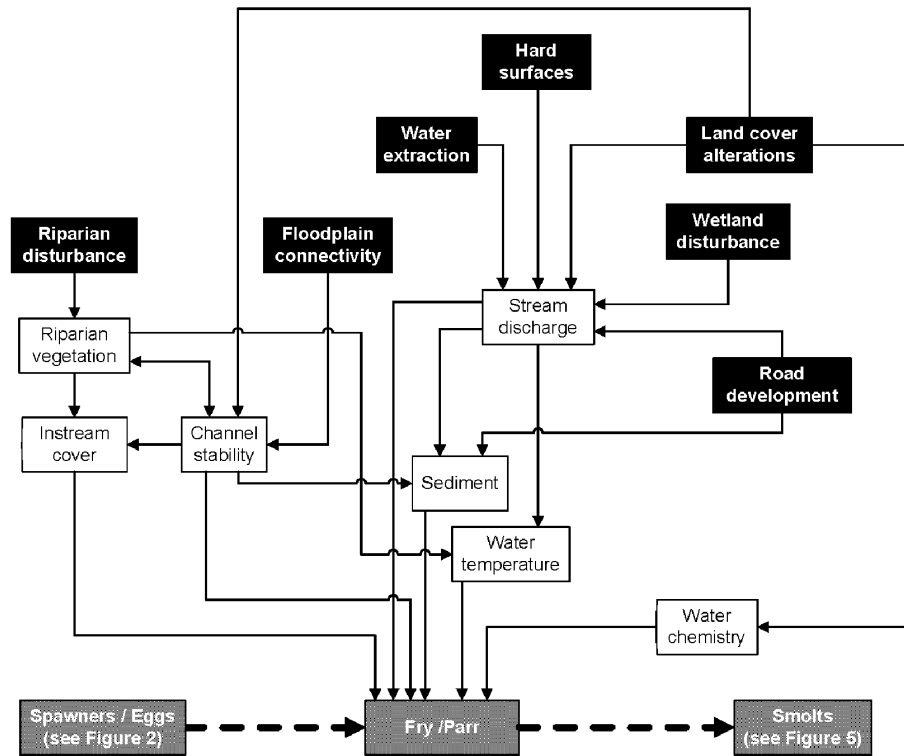 Hard
surfaces
Water
extraction
Land cover
alterations
Riparian
disturbance
Floodplain
connectivity
Wetland
disturbance
Stream
discharge
Riparian
vegetation
Road
development
Instream
cover
Channel
stability
Sediment
Water
temperature
Water
chemistry
Spawners / Eggs
(see Figure 2)
Fry /Parr
Smolts
(see Figure 5)